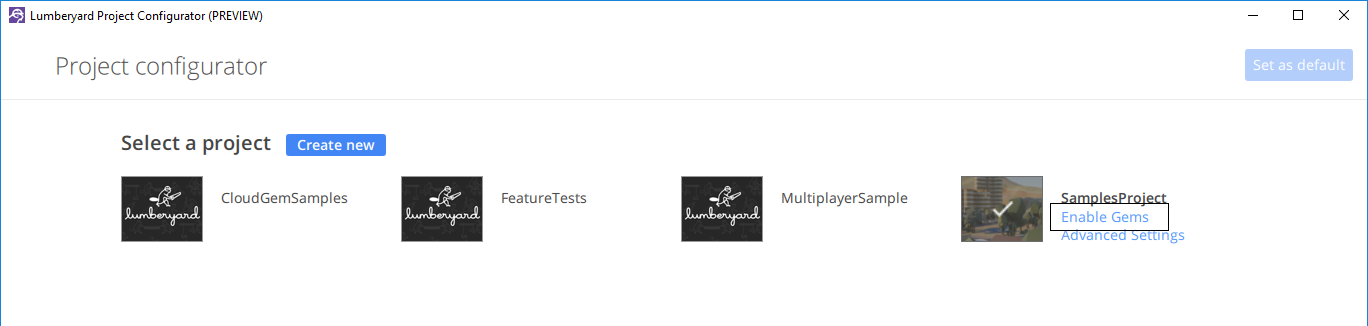 Lumberyard Project Configurator (PREVIEW)
Project configurator
Set as default
Select a project
Create new
lumberyard
CloudGemSamples
lumberyard
FeatureTests
lumberyard
MultiplayerSample
SamplesProject
Enable Gems
Advanced Settings